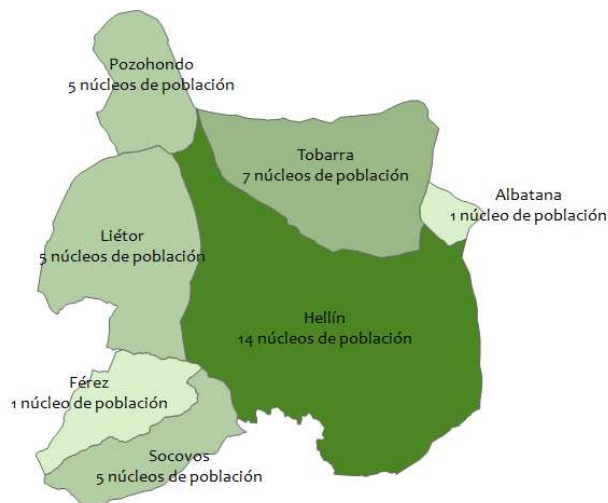 Pozohondo
5 núcleos de población
Tobarra
7 núcleos de población
Albatana
1 núcleo de población
Liétor
5 núcleos de población
Hellín
14 núcleos de población
Férez
1 núcleo de población
Socovos
5 núcleos de población